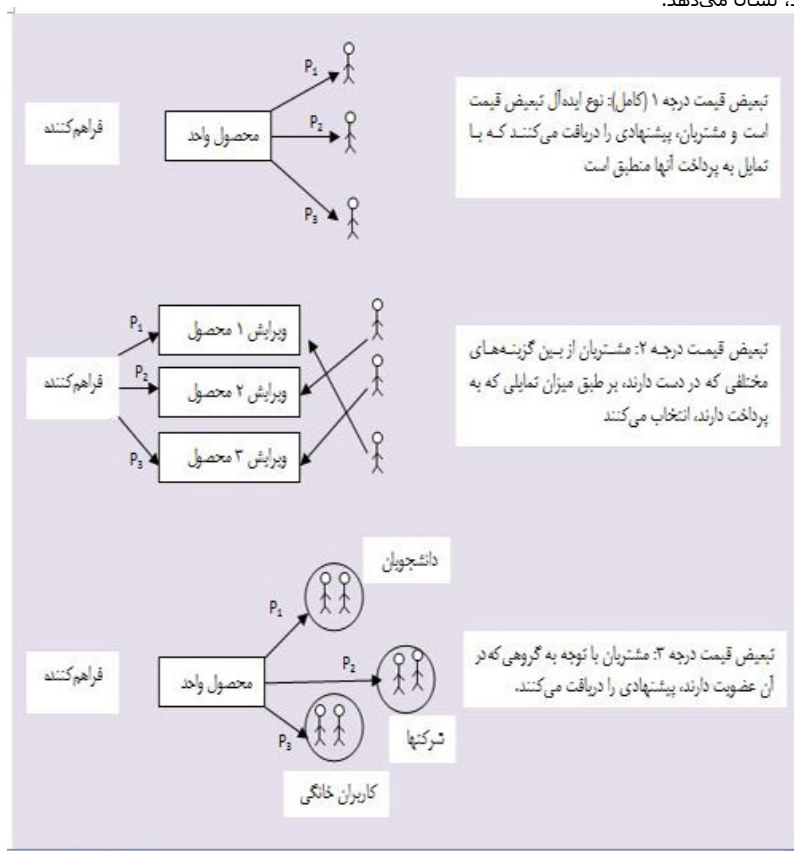 د، نشان می‌دهد.
تبعیض قیمت درجه ۱ (کامل): نوع ایده‌آل تبعیض قیمت
است و مشتریان، پیشنهادی را دریافت می‌کنند که با
تمایل به پرداخت آنها منطبق است
فراهم‌کننده
محصول واحد
P₁
P₂
P₃
تبعیض قیمت درجه ۲: مشتریان از بین گزینه‌های
مختلفی که در دست دارند، بر طبق میزان تمایلی که به
پرداخت دارند، انتخاب می‌کنند
فراهم‌کننده
P₁
ویرایش ۱ محصول
P₂
ویرایش ۲ محصول
P₃
ویرایش ۳ محصول
تبعیض قیمت درجه ۳: مشتریان با توجه به گروهی که در
آن عضویت دارند، پیشنهادی را دریافت می‌کنند.
فراهم‌کننده
محصول واحد
P₁
دانشجویان
P₂
شرکتها
P₃
کاربران خانگی